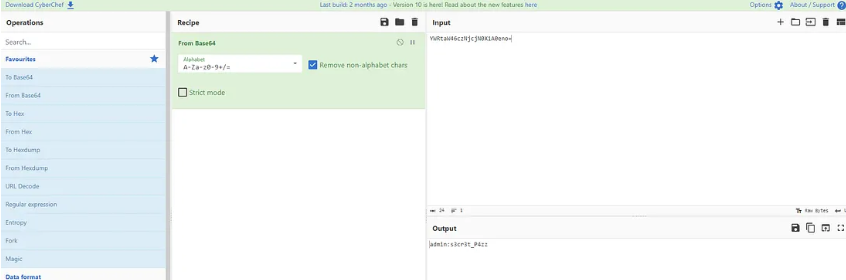 Download CyberChef
Last build: 2 months ago - Version 10 is here! Read about the new features here
Options
About / Support
Operations
Recipe
Input
Search...
Favourites
To Base64
From Base64
To Hex
From Hex
To Hexdump
From Hexdump
URL Decode
Regular expression
Entropy
Fork
Magic
Data format
From Base64
Alphabet
A-Za-z0-9+/=
Remove non-alphabet chars
Strict mode
24
1
Raw Bytes
Output